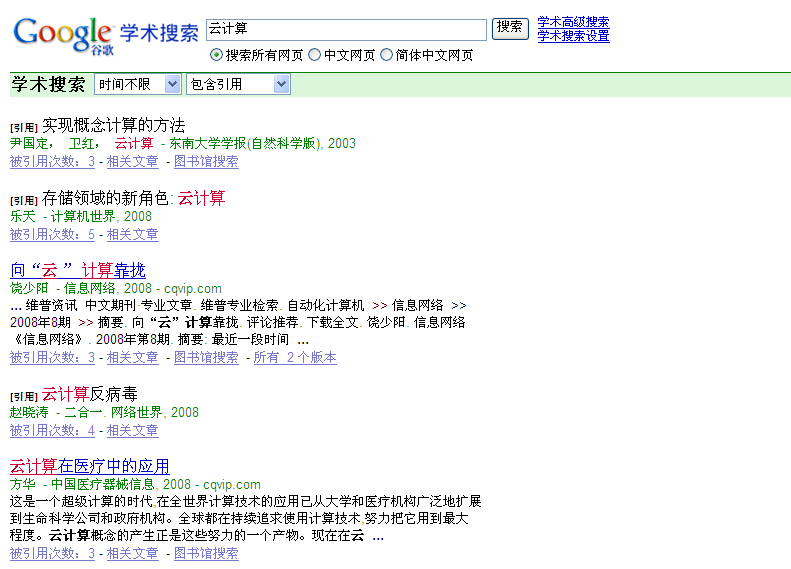 Google 谷歌 学术搜索 云计算 搜索 学术高级搜索
学术搜索设置
搜索所有网页 中文网页 简体中文网页
学术搜索 时间不限 包含引用
[引用] 实现概念计算的方法
尹国定， 卫红， 云计算 - 东南大学学报(自然科学版), 2003
被引用次数：3 - 相关文章 - 图书馆搜索
[引用] 存储领域的新角色: 云计算
乐天 - 计算机世界, 2008
被引用次数：5 - 相关文章
向“云 ” 计算靠拢
饶少阳 - 信息网络, 2008 - cqvip.com
... 维普资讯 中文期刊·专业文章. 维普专业检索. 自动化计算机 >> 信息网络 >>
2008年8期 >> 摘要. 向“云”计算靠拢. 评论推荐. 下载全文. 饶少阳. 信息网络
《信息网络》. 2008年第8期. 摘要: 最近一段时间 ...
被引用次数：3 - 相关文章 - 图书馆搜索 - 所有 2 个版本
[引用] 云计算反病毒
赵晓涛 - 二合一. 网络世界, 2008
被引用次数：4 - 相关文章
云计算在医疗中的应用
方华 - 中国医疗器械信息, 2008 - cqvip.com
这是一个超级计算的时代,在全世界计算技术的应用已从大学和医疗机构广泛地扩展
到生命科学公司和政府机构。全球都在持续追求使用计算技术,努力把它用到最大
程度。云计算概念的产生正是这些努力的一个产物。现在在云 ...
被引用次数：3 - 相关文章 - 图书馆搜索